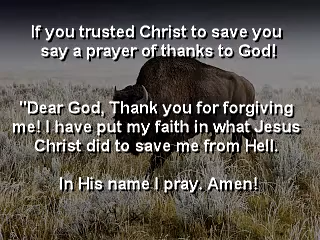 If you trusted Christ to save you
say a prayer of thanks to God!
"Dear God, Thank you for forgiving
me! I have put my faith in what Jesus
Christ did to save me from Hell.
In His name I pray. Amen!